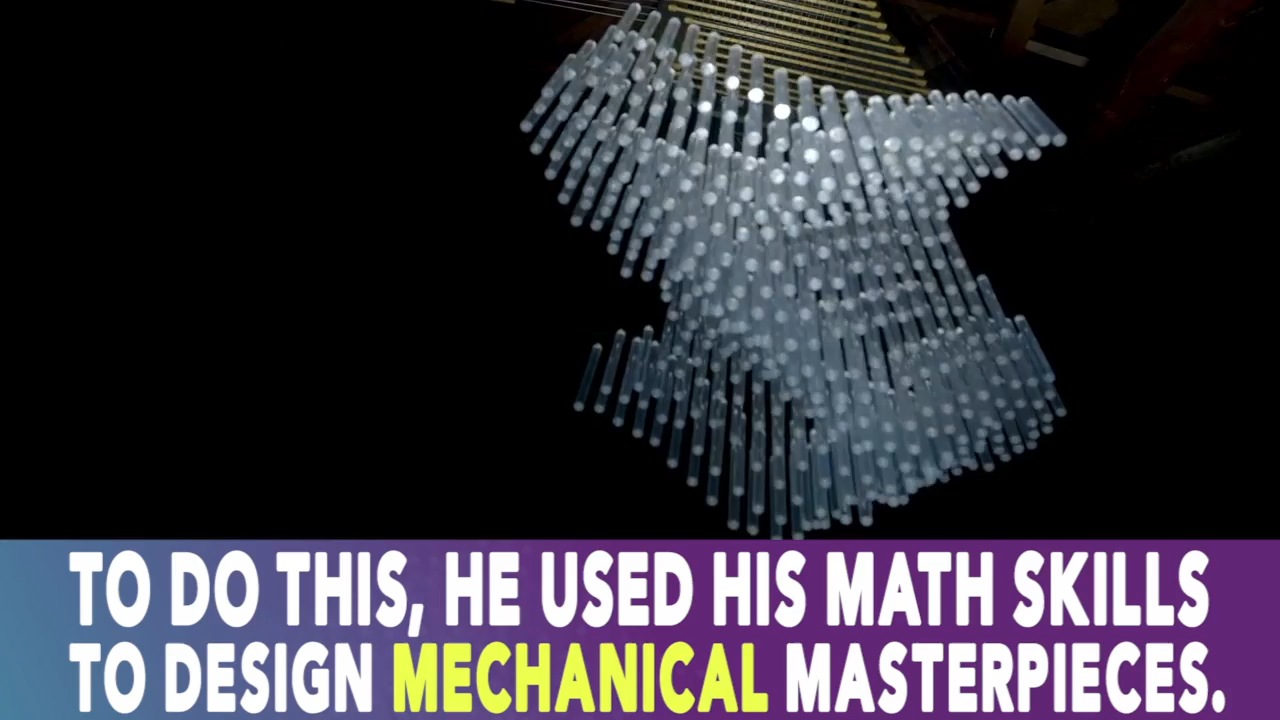 TO DO THIS, HE USED HIS MATH SKILLS
TO DESIGN MECHANICAL MASTERPIECES.